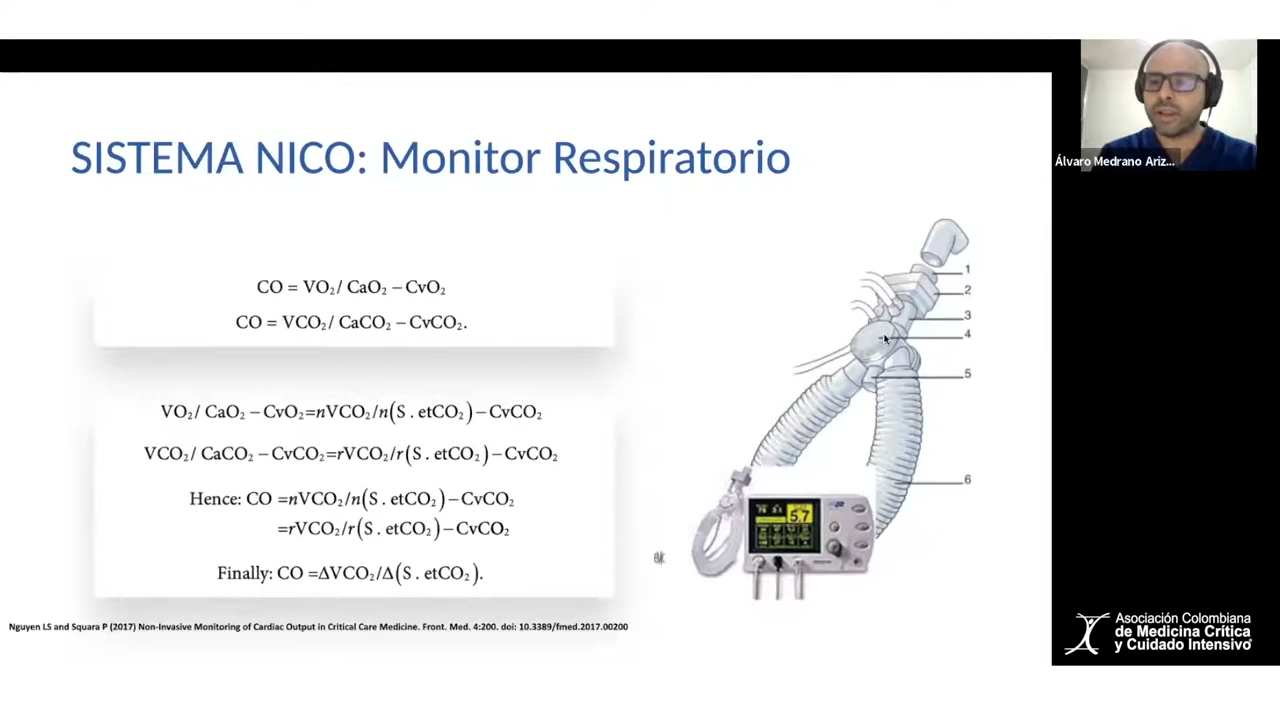 SISTEMA NICO: Monitor Respiratorio
CO = VO₂/ CaO₂ – CvO₂
CO = VCO₂/ CaCO₂ – CvCO₂.
VO₂/ CaO₂ – CvO₂=nVCO₂/n(S . etCO₂) – CvCO₂
VCO₂/ CaCO₂ – CvCO₂=rVCO₂/r(S . etCO₂) – CvCO₂
Hence: CO =nVCO₂/n(S . etCO₂) – CvCO₂
=rVCO₂/r(S . etCO₂) – CvCO₂
Finally: CO =ΔVCO₂/Δ(S . etCO₂).
Nguyen LS and Squara P (2017) Non-Invasive Monitoring of Cardiac Output in Critical Care Medicine. Front. Med. 4:200. doi: 10.3389/fmed.2017.00200
1
2
3
4
5
6
5.7
Álvaro Medrano Ariz...
Asociación Colombiana
de Medicina Crítica
y Cuidado Intensivo